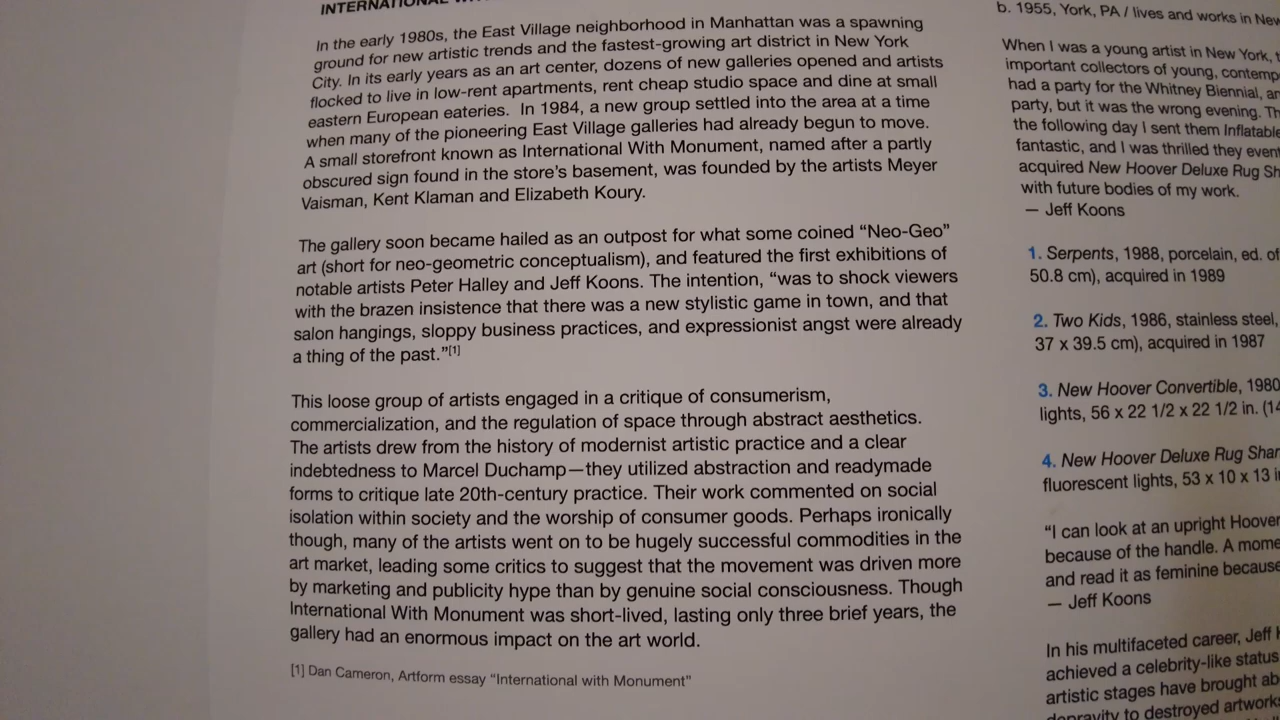 INTERNATIONAL
In the early 1980s, the East Village neighborhood in Manhattan was a spawning
ground for new artistic trends and the fastest-growing art district in New York
City. In its early years as an art center, dozens of new galleries opened and artists
flocked to live in low-rent apartments, rent cheap studio space and dine at small
eastern European eateries. In 1984, a new group settled into the area at a time
when many of the pioneering East Village galleries had already begun to move.
A small storefront known as International With Monument, named after a partly
obscured sign found in the store's basement, was founded by the artists Meyer
Vaisman, Kent Klaman and Elizabeth Koury.
The gallery soon became hailed as an outpost for what some coined “Neo-Geo”
art (short for neo-geometric conceptualism), and featured the first exhibitions of
notable artists Peter Halley and Jeff Koons. The intention, “was to shock viewers
with the brazen insistence that there was a new stylistic game in town, and that
salon hangings, sloppy business practices, and expressionist angst were already
a thing of the past.”[1]
This loose group of artists engaged in a critique of consumerism,
commercialization, and the regulation of space through abstract aesthetics.
The artists drew from the history of modernist artistic practice and a clear
indebtedness to Marcel Duchamp—they utilized abstraction and readymade
forms to critique late 20th-century practice. Their work commented on social
isolation within society and the worship of consumer goods. Perhaps ironically
though, many of the artists went on to be hugely successful commodities in the
art market, leading some critics to suggest that the movement was driven more
by marketing and publicity hype than by genuine social consciousness. Though
International With Monument was short-lived, lasting only three brief years, the
gallery had an enormous impact on the art world.
[1] Dan Cameron, Artform essay “International with Monument”
b. 1955, York, PA / lives and works in New
When I was a young artist in New York,
important collectors of young,
had a party for the Whitney Biennial,
party, but it was the wrong evening.
the following day I sent them Inflatable
fantastic, and I was thrilled they
acquired New Hoover Deluxe Rug
with future bodies of my work.
— Jeff Koons
1. Serpents, 1988, porcelain, ed. of
50.8 cm), acquired in 1989
2. Two Kids, 1986, stainless steel,
37 x 39.5 cm), acquired in 1987
3. New Hoover Convertible, 1980
lights, 56 x 22 1/2 x 22 1/2 in.
4. New Hoover Deluxe Rug
fluorescent lights, 53 x 10 x 13
“I can look at an upright Hoover
because of the handle. A
and read it as feminine because
— Jeff Koons
In his multifaceted career, Jeff
achieved a celebrity-like status
artistic stages have brought
depravity to destroyed